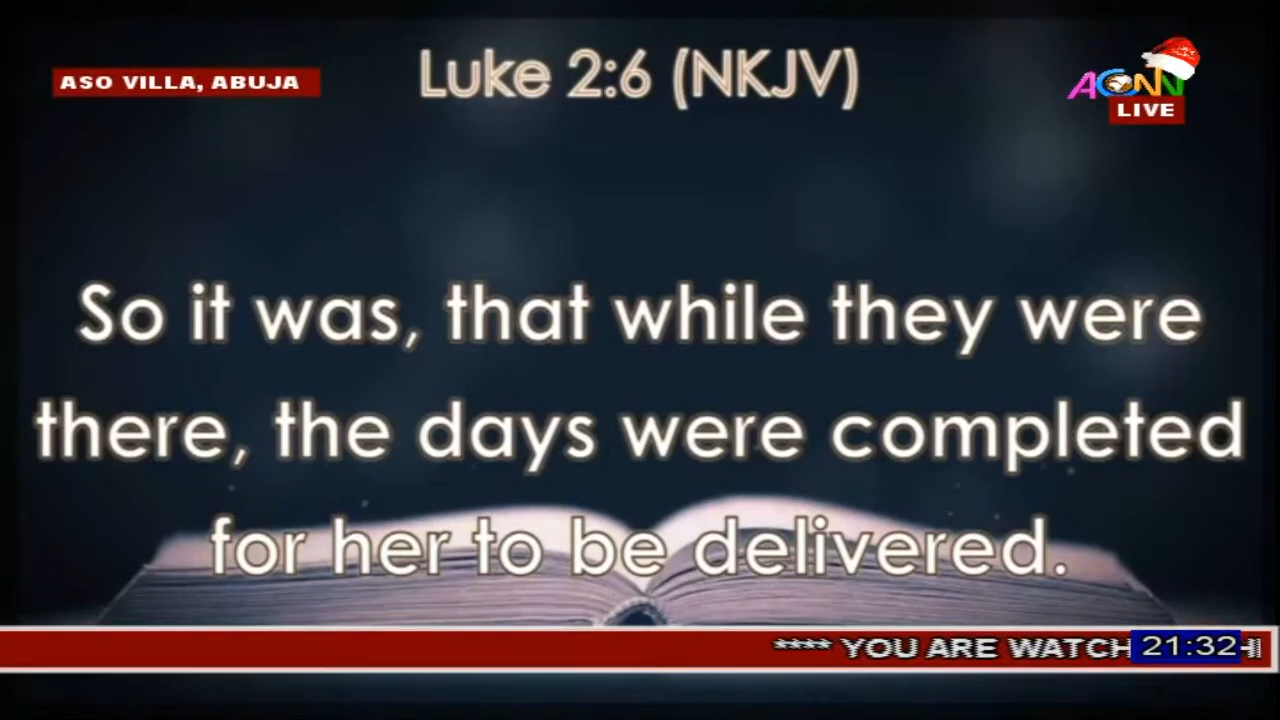 Luke 2:6 (NKJV)
ASO VILLA, ABUJA
ACNN
LIVE
So it was, that while they were
there, the days were completed
for her to be delivered.
**** YOU ARE WATCH
21:32